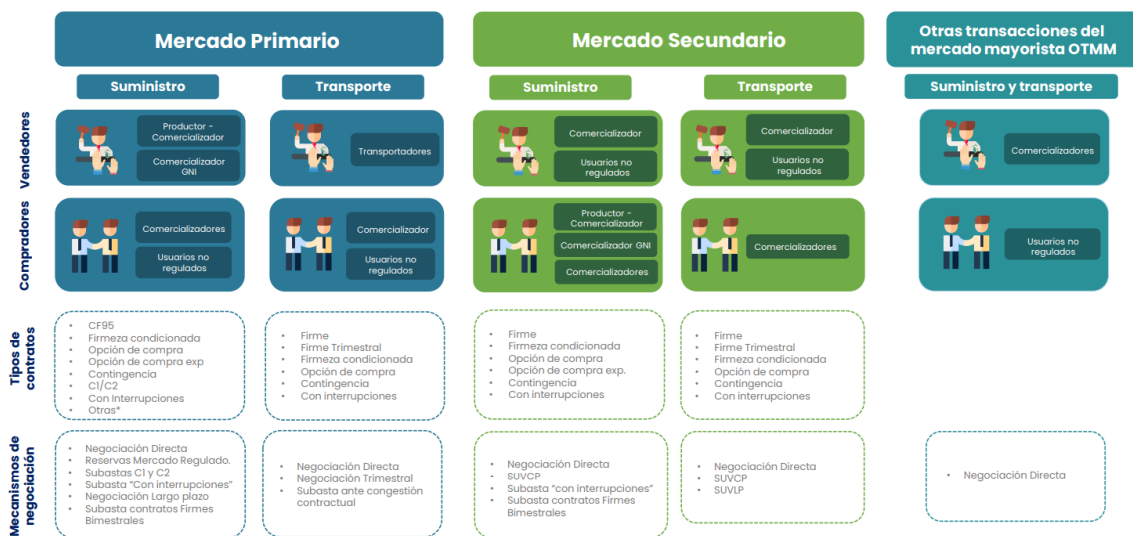 Mercado Primario
Mercado Secundario
Otras transacciones del
mercado mayorista OTMM
Suministro
Transporte
Suministro
Transporte
Suministro y transporte
Vendedores
Productor -
Comercializador
Comercializador
GNI
Transportadores
Comercializador
Usuarios no
regulados
Comercializador
Usuarios no
regulados
Comercializadores
Compradores
Comercializadores
Usuarios no
regulados
Comercializador
Usuarios no
regulados
Productor -
Comercializador
Comercializador GNI
Comercializadores
Comercializadores
Usuarios no
regulados
Tipos de
contratos
• CF95
• Firmeza condicionada
• Opción de compra
• Opción de compra exp
• Contingencia
• C1/C2
• Con Interrupciones
• Otras*
• Firme
• Firme Trimestral
• Firmeza condicionada
• Opción de compra
• Contingencia
• Con interrupciones
• Firme
• Firmeza condicionada
• Opción de compra
• Opción de compra exp.
• Contingencia
• Con interrupciones
• Firme
• Firme Trimestral
• Firmeza condicionada
• Opción de compra
• Contingencia
• Con interrupciones
Mecanismos de
negociación
• Negociación Directa
• Reservas Mercado Regulado.
• Subastas C1 y C2
• Subasta “Con interrupciones”
• Negociación Largo plazo
• Subasta contratos Firmes
Bimestrales
• Negociación Directa
• Negociación Trimestral
• Subasta ante congestión
contractual
• Negociación Directa
• SUVCP
• Subasta “con interrupciones”
• Subasta contratos Firmes
Bimestrales
• Negociación Directa
• SUVCP
• SUVLP
• Negociación Directa